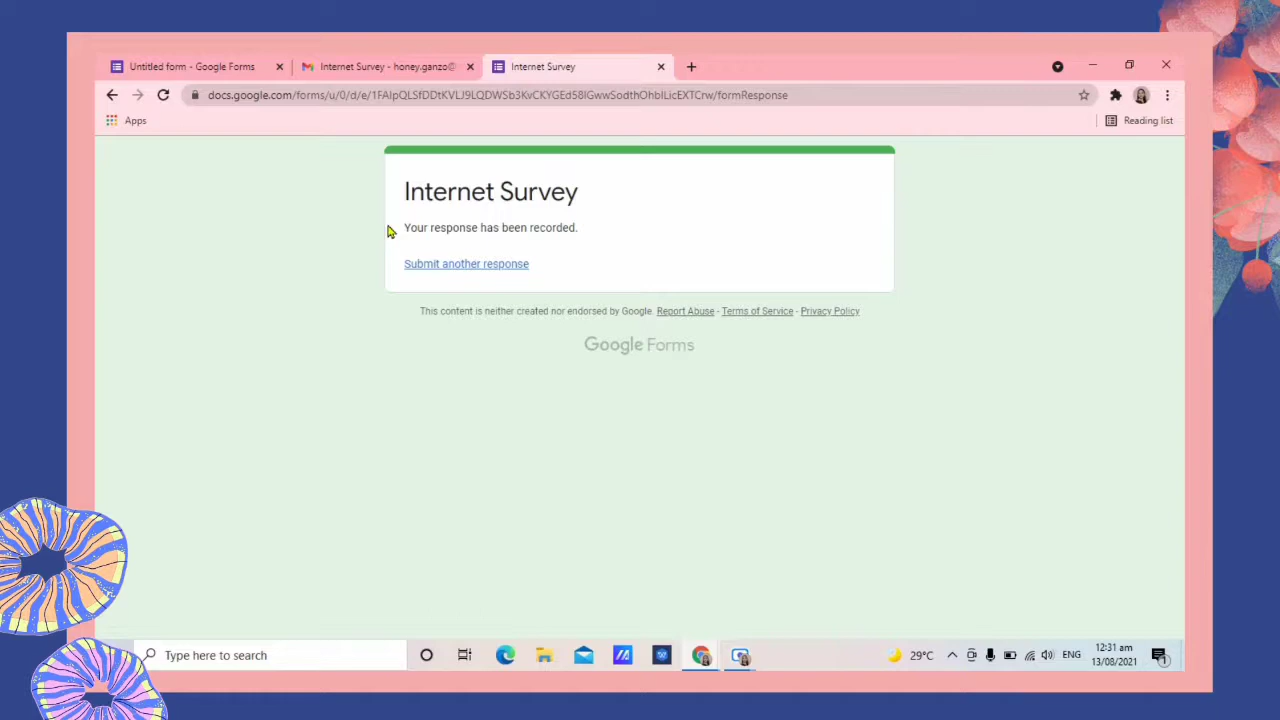 Untitled form - Google Forms
Internet Survey - honey.ganzo@
Internet Survey
docs.google.com/forms/u/0/d/e/1FAIpQLSfDDtKVLJ9LQDWSb3KvCKYGEd58IGwwSodthOhbILicEXTCrw/formResponse
Apps
Reading list
Internet Survey
Your response has been recorded.
Submit another response
This content is neither created nor endorsed by Google. Report Abuse - Terms of Service - Privacy Policy
Google Forms
Type here to search
29°C
ENG
12:31 am
13/08/2021
1